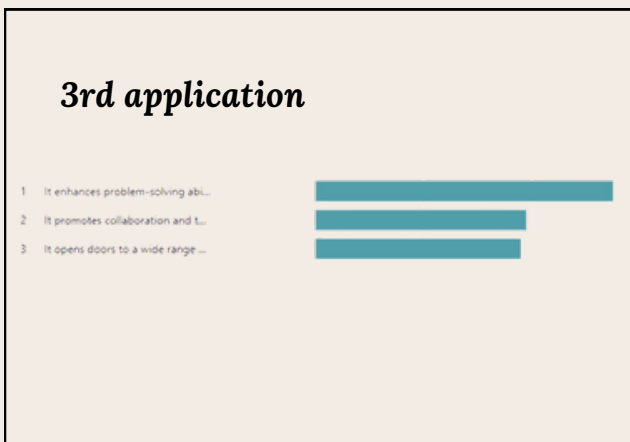 3rd application
1 It enhances problem-solving abi...
2 It promotes collaboration and t...
3 It opens doors to a wide range ...